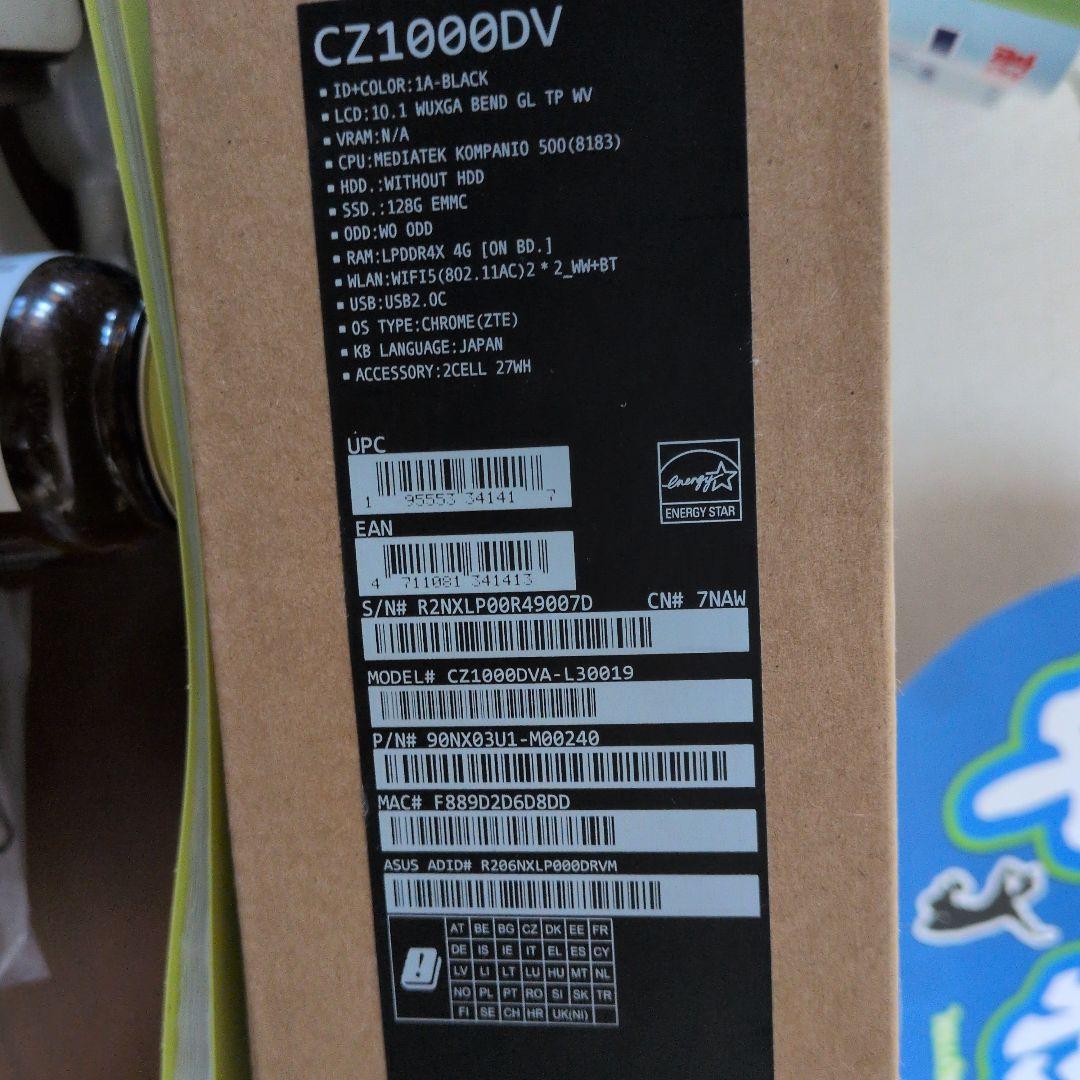 CZ1000DV
▪ ID+COLOR:1A-BLACK
▪ LCD:10.1 WUXGA BEND GL TP WV
▪ VRAM:N/A
▪ CPU:MEDIATEK KOMPANIO 500(8183)
▪ HDD.:WITHOUT HDD
▪ SSD.:128G EMMC
▪ ODD:WO ODD
▪ RAM:LPDDR4X 4G [ON BD.]
▪ WLAN:WIFI5(802.11AC)2*2_WW+BT
▪ USB:USB2.0C
▪ OS TYPE:CHROME(ZTE)
▪ KB LANGUAGE:JAPAN
▪ ACCESSORY:2CELL 27WH
UPC
1 95553 34141 7
energy
ENERGY STAR
EAN
4 711081 341413
S/N# R2NXLP00R49007D CN# 7NAW
MODEL# CZ1000DVA-L30019
P/N# 90NX03U1-M00240
MAC# F889D2D6D8DD
ASUS ADID# R206NXLP000DRVM
AT BE BG CZ DK EE FR
DE IS IE IT EL ES CY
LV LI LT LU HU MT NL
NO PL PT RO SI SK TR
FI SE CH HR UK(NI)